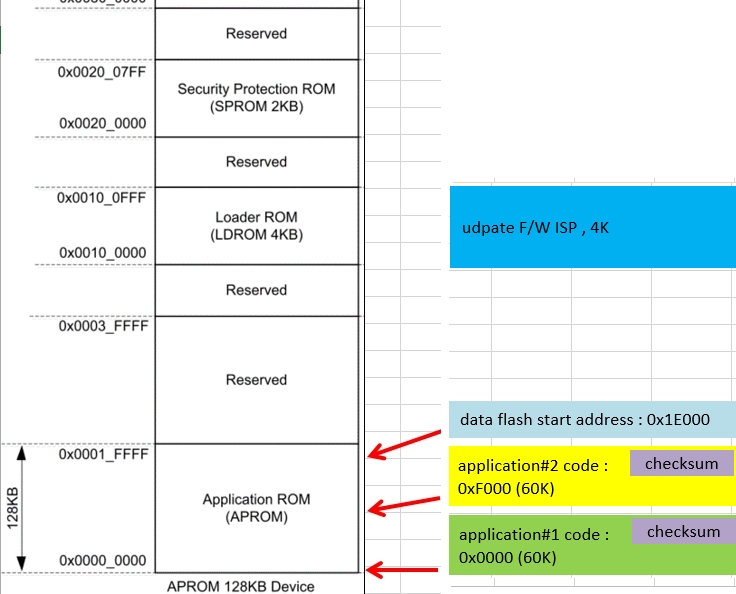 Reserved
0x0020_07FF
Security Protection ROM
(SPROM 2KB)
0x0020_0000
Reserved
0x0010_0FFF
Loader ROM
(LDROM 4KB)
0x0010_0000
udpate F/W ISP , 4K
Reserved
0x0003_FFFF
Reserved
data flash start address : 0x1E000
0x0001_FFFF
application#2 code :
0xF000 (60K)
checksum
128KB
Application ROM
(APROM)
application#1 code :
0x0000 (60K)
checksum
0x0000_0000
APROM 128KB Device